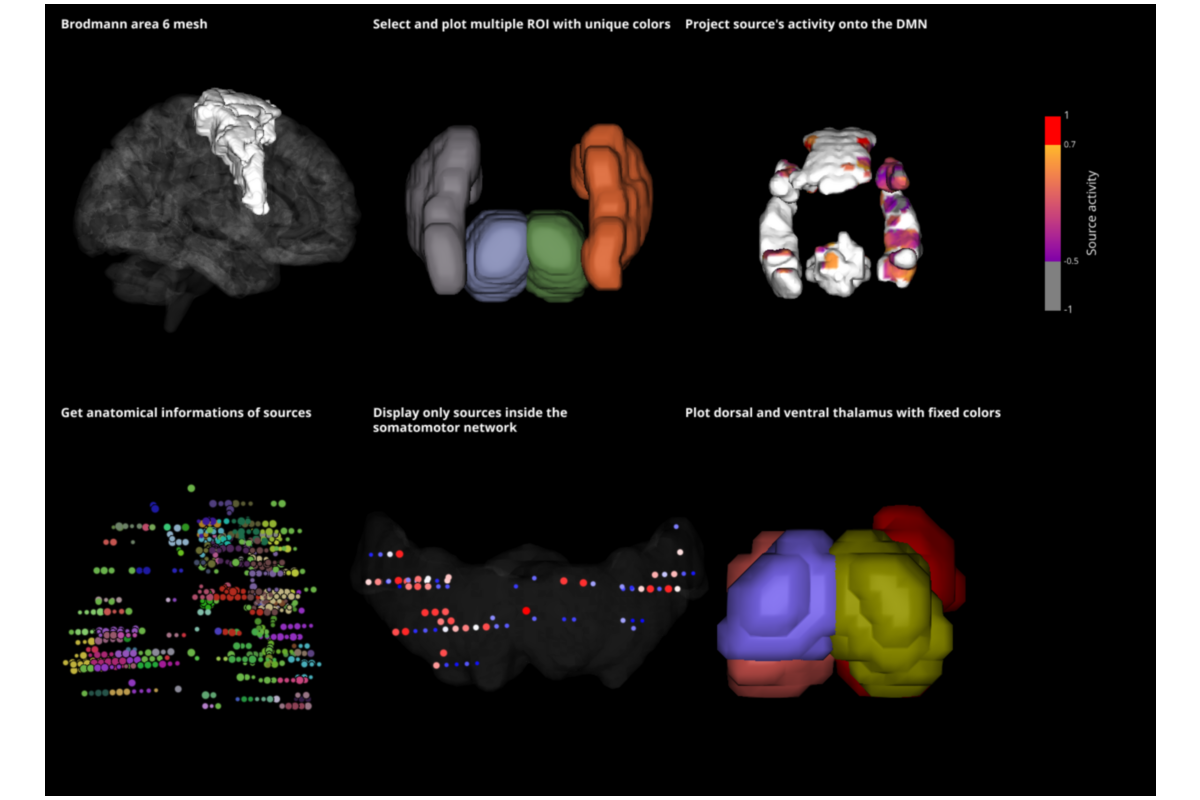 Brodmann area 6 mesh
Select and plot multiple ROI with unique colors
Project source's activity onto the DMN
1
0.7
Source activity
-0.5
-1
Get anatomical informations of sources
Display only sources inside the
somatomotor network
Plot dorsal and ventral thalamus with fixed colors